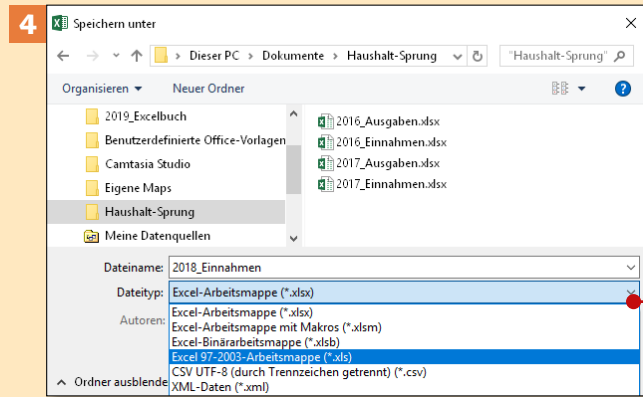 4
Speichern unter
Dieser PC > Dokumente > Haushalt-Sprung
"Haushalt-Sprung"
Organisieren
Neuer Ordner
?
2019_Excelbuch
Benutzerdefinierte Office-Vorlagen
Camtasia Studio
Eigene Maps
Haushalt-Sprung
Meine Datenquellen
2016_Ausgaben.xlsx
2016_Einnahmen.xlsx
2017_Ausgaben.xlsx
2017_Einnahmen.xlsx
Dateiname: 2018_Einnahmen
Dateityp: Excel-Arbeitsmappe (*.xlsx)
Autoren:
Excel-Arbeitsmappe (*.xlsx)
Excel-Arbeitsmappe mit Makros (*.xlsm)
Excel-Binärarbeitsmappe (*.xlsb)
Excel 97-2003-Arbeitsmappe (*.xls)
CSV UTF-8 (durch Trennzeichen getrennt) (*.csv)
XML-Daten (*.xml)
Ordner ausblende